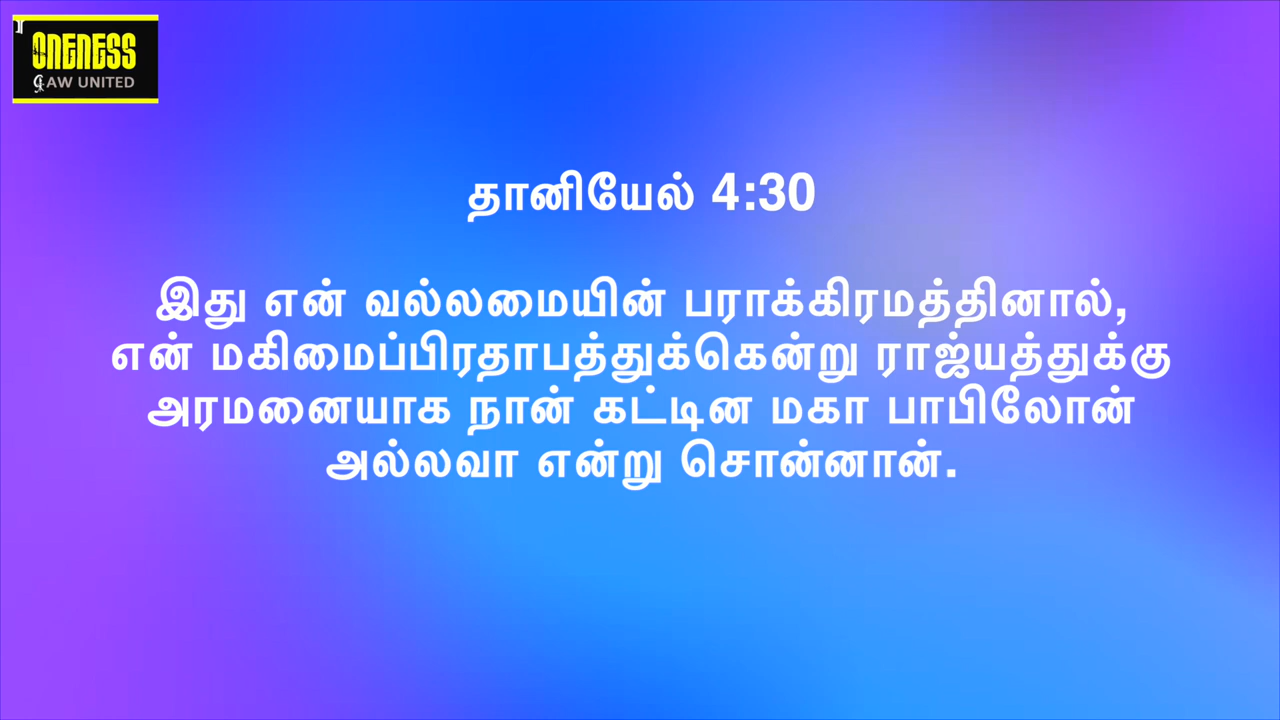 ONENESS
LAW UNITED
தானியேல் 4:30
இது என் வல்லமையின் பராக்கிரமத்தினால்,
என் மகிமைப்பிரதாபத்துக்கென்று ராஜ்யத்துக்கு
அரமனையாக நான் கட்டின மகா பாபிலோன்
அல்லவா என்று சொன்னான்.